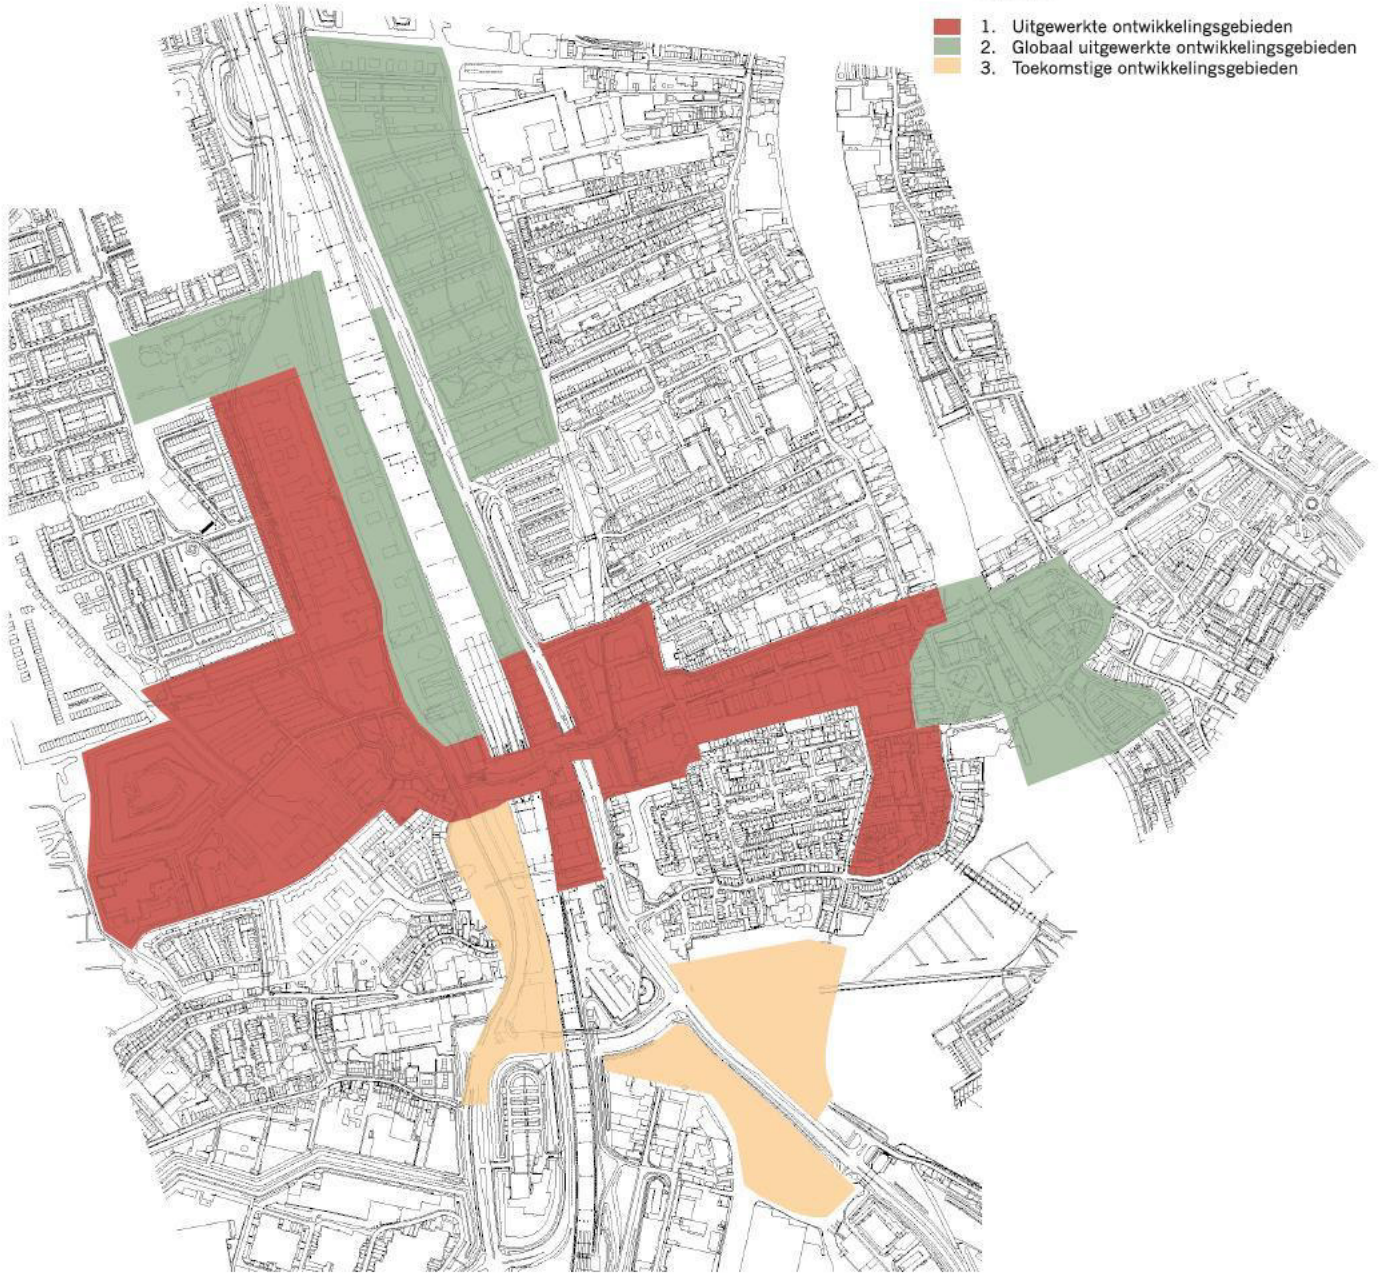 1. Uitgewerkte ontwikkelingsgebieden
2. Globaal uitgewerkte ontwikkelingsgebieden
3. Toekomstige ontwikkelingsgebieden